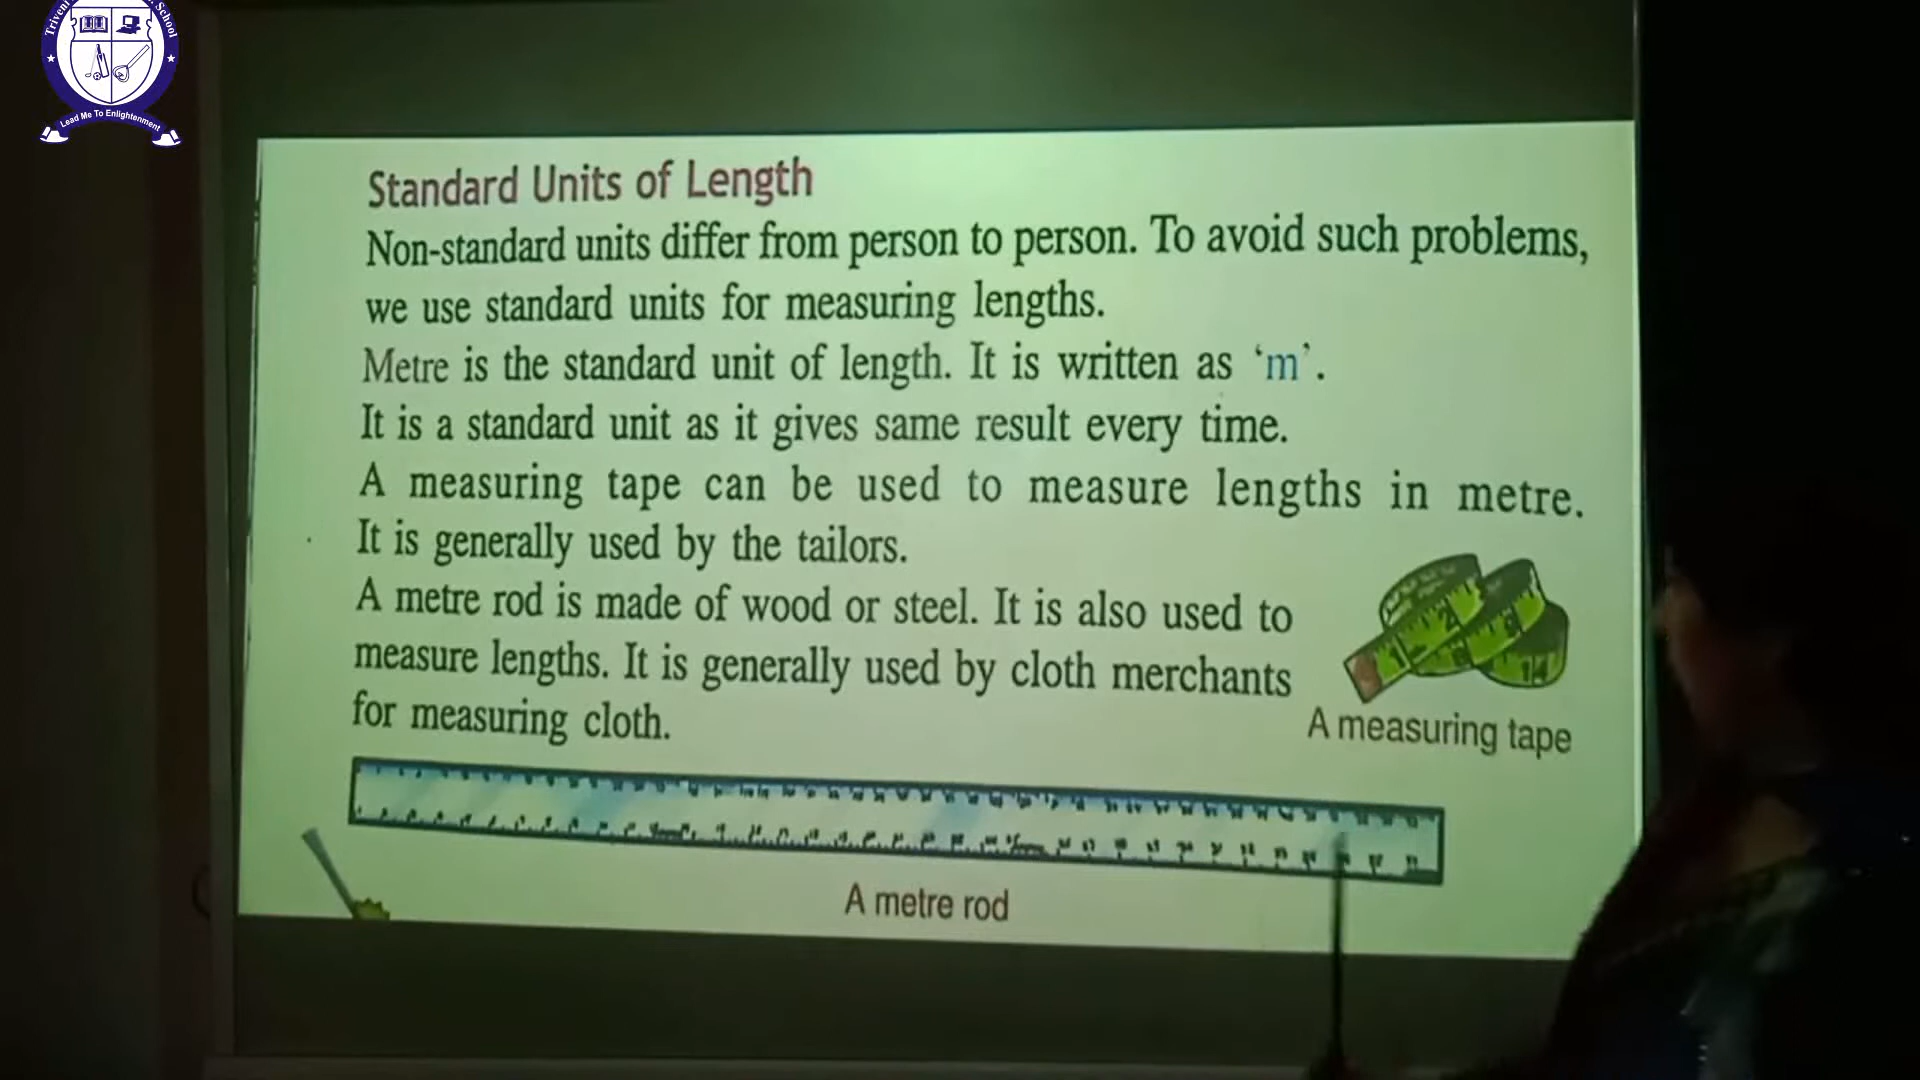 Triveni
School
Lead Me To Enlightenment
Standard Units of Length
Non-standard units differ from person to person. To avoid such problems,
we use standard units for measuring lengths.
Metre is the standard unit of length. It is written as ‘m’.
It is a standard unit as it gives same result every time.
A measuring tape can be used to measure lengths in metre.
It is generally used by the tailors.
A metre rod is made of wood or steel. It is also used to
measure lengths. It is generally used by cloth merchants
for measuring cloth.
A measuring tape
A metre rod